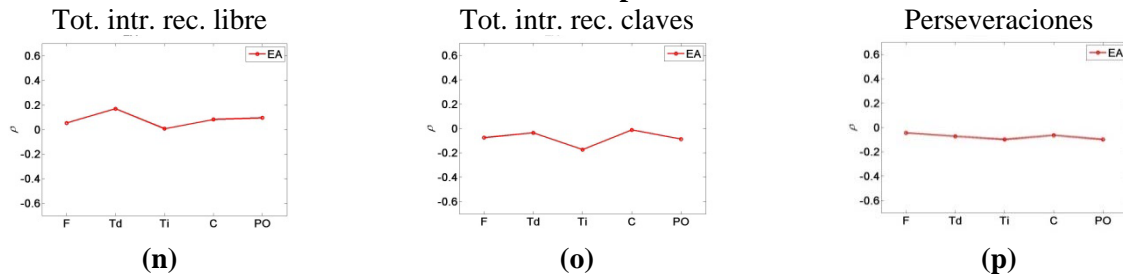 Tot. intr. rec. libre
Tot. intr. rec. claves
Perseveraciones
EA
0.6
0.4
0.2
0
-0.2
-0.4
-0.6
ρ
F Td Ti C PO
(n)
EA
0.6
0.4
0.2
0
-0.2
-0.4
-0.6
ρ
F Td Ti C PO
(o)
EA
0.6
0.4
0.2
0
-0.2
-0.4
-0.6
ρ
F Td Ti C PO
(p)